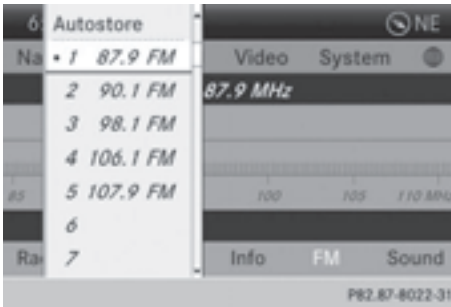 6: Autostore NE
Na • 1 87.9 FM Video System
2 90.1 FM 87.9 MHz
3 98.1 FM
4 106.1 FM
85 5 107.9 FM 100 105 110 MHz
6
Ra 7 Info FM Sound
P82.87-8022-31